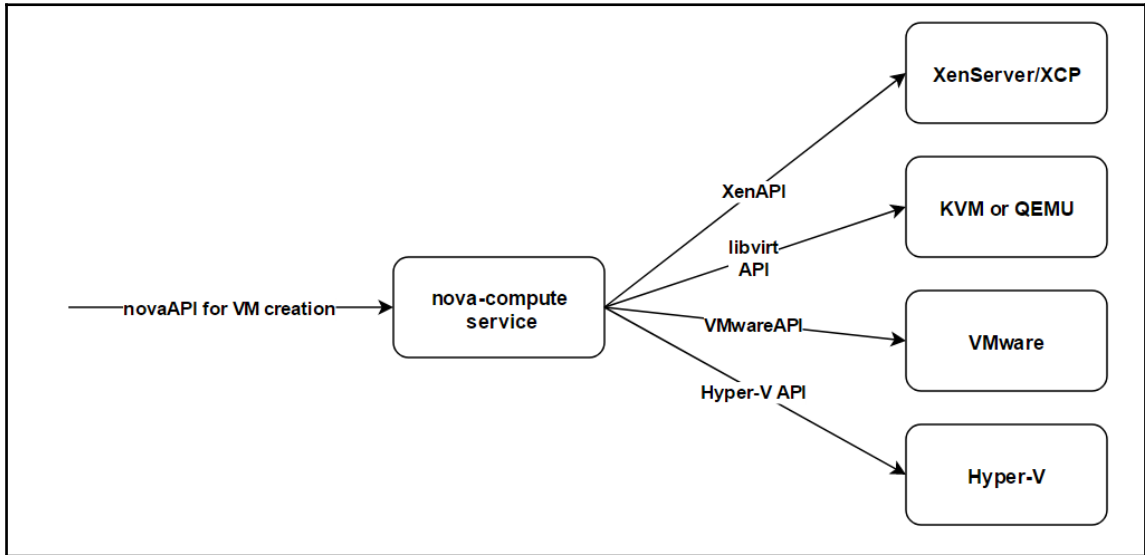 XenServer/XCP
XenAPI
KVM or QEMU
libvirt
API
novaAPI for VM creation
nova-compute
service
VMwareAPI
VMware
Hyper-V API
Hyper-V